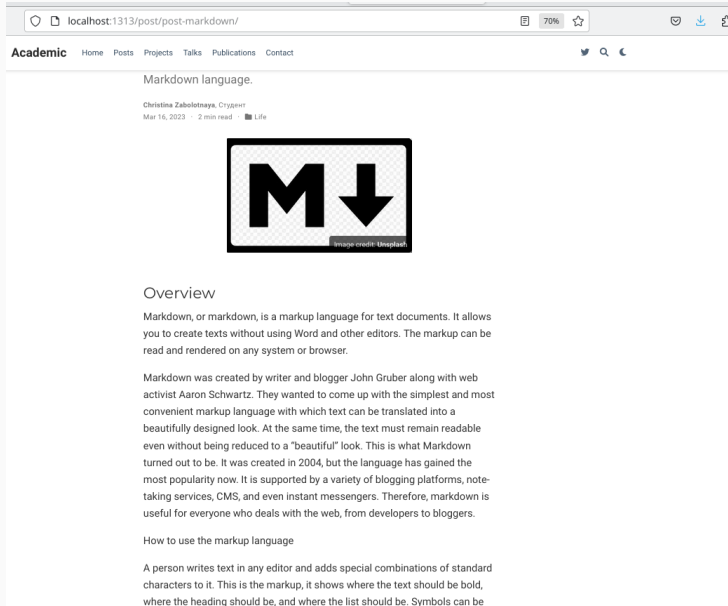 localhost:1313/post/post-markdown/
70%
Academic Home Posts Projects Talks Publications Contact
Markdown language.
Christina Zabolotnaya, Студент
Mar 16, 2023 · 2 min read · Life
M
Image credit: Unsplash
Overview
Markdown, or markdown, is a markup language for text documents. It allows
you to create texts without using Word and other editors. The markup can be
read and rendered on any system or browser.
Markdown was created by writer and blogger John Gruber along with web
activist Aaron Schwartz. They wanted to come up with the simplest and most
convenient markup language with which text can be translated into a
beautifully designed look. At the same time, the text must remain readable
even without being reduced to a “beautiful” look. This is what Markdown
turned out to be. It was created in 2004, but the language has gained the
most popularity now. It is supported by a variety of blogging platforms, note-
taking services, CMS, and even instant messengers. Therefore, markdown is
useful for everyone who deals with the web, from developers to bloggers.
How to use the markup language
A person writes text in any editor and adds special combinations of standard
characters to it. This is the markup, it shows where the text should be bold,
where the heading should be, and where the list should be. Symbols can be